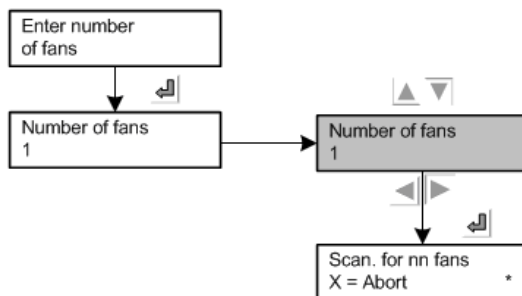 Enter number
of fans
Number of fans
1
Number of fans
1
Scan. for nn fans
X = Abort *